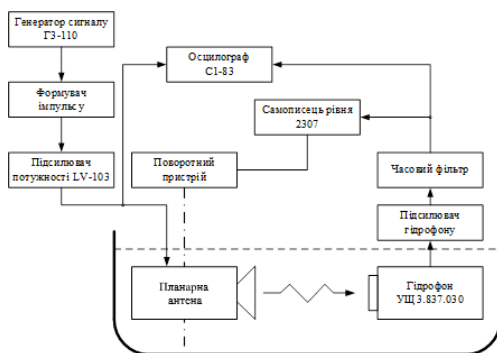 Генератор сигналу
ГЗ-110
Формувач
імпульсу
Підсилювач
потужності LV-103
Осцилограф
С1-83
Самописець рівня
2307
Поворотний
пристрій
Часовий фільтр
Підсилювач
гідрофону
Планарна
антена
Гідрофон
УЩ 3.837.030